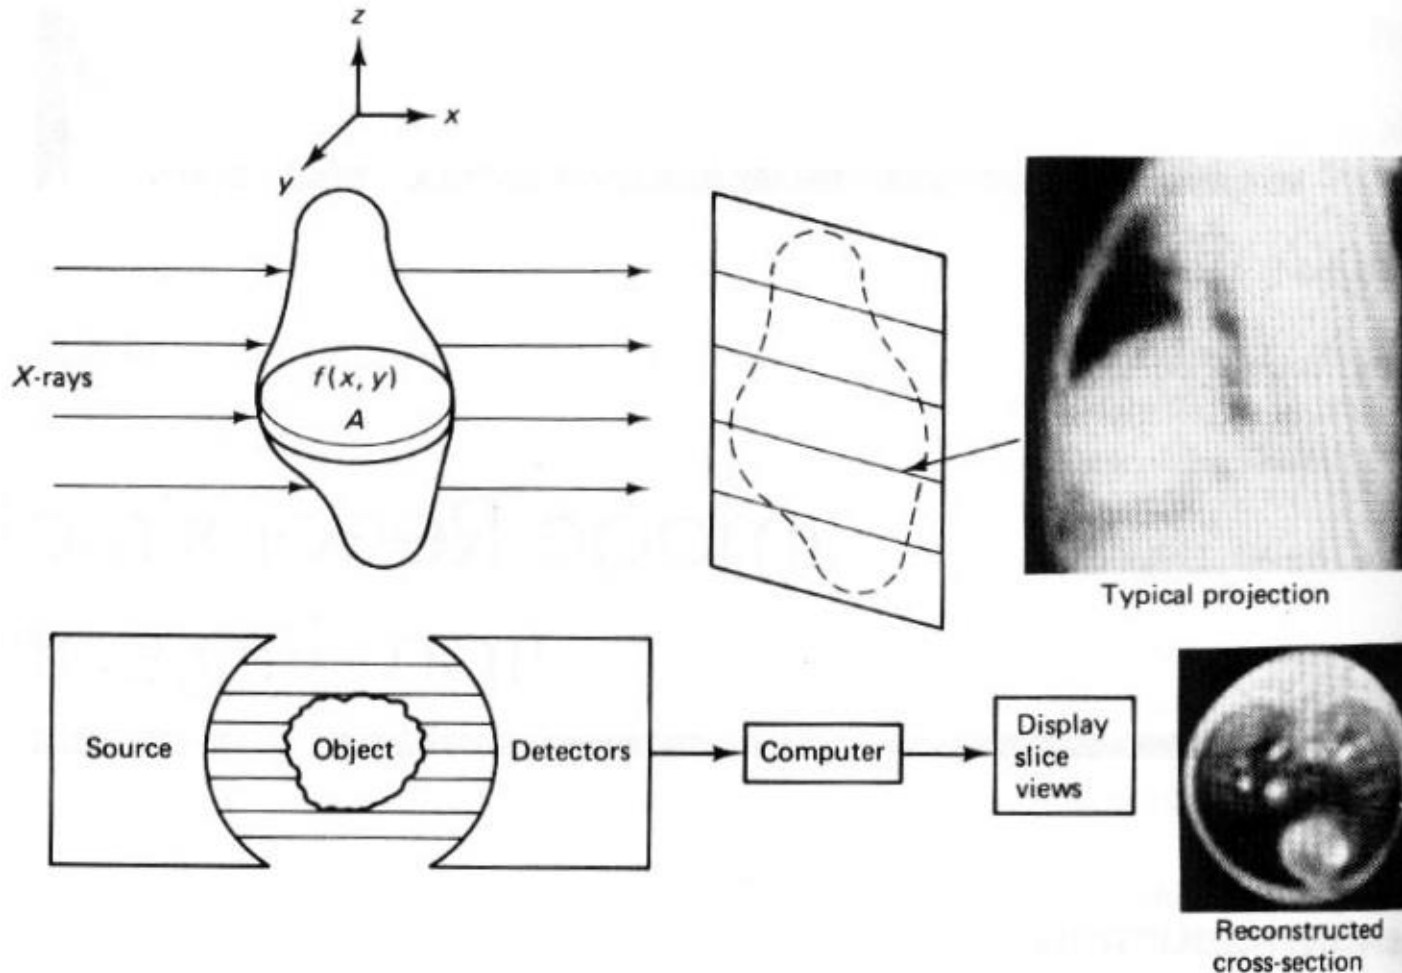 z
x
y
X-rays
f(x, y)
A
Typical projection
Source
Object
Detectors
Computer
Display
slice
views
Reconstructed
cross-section